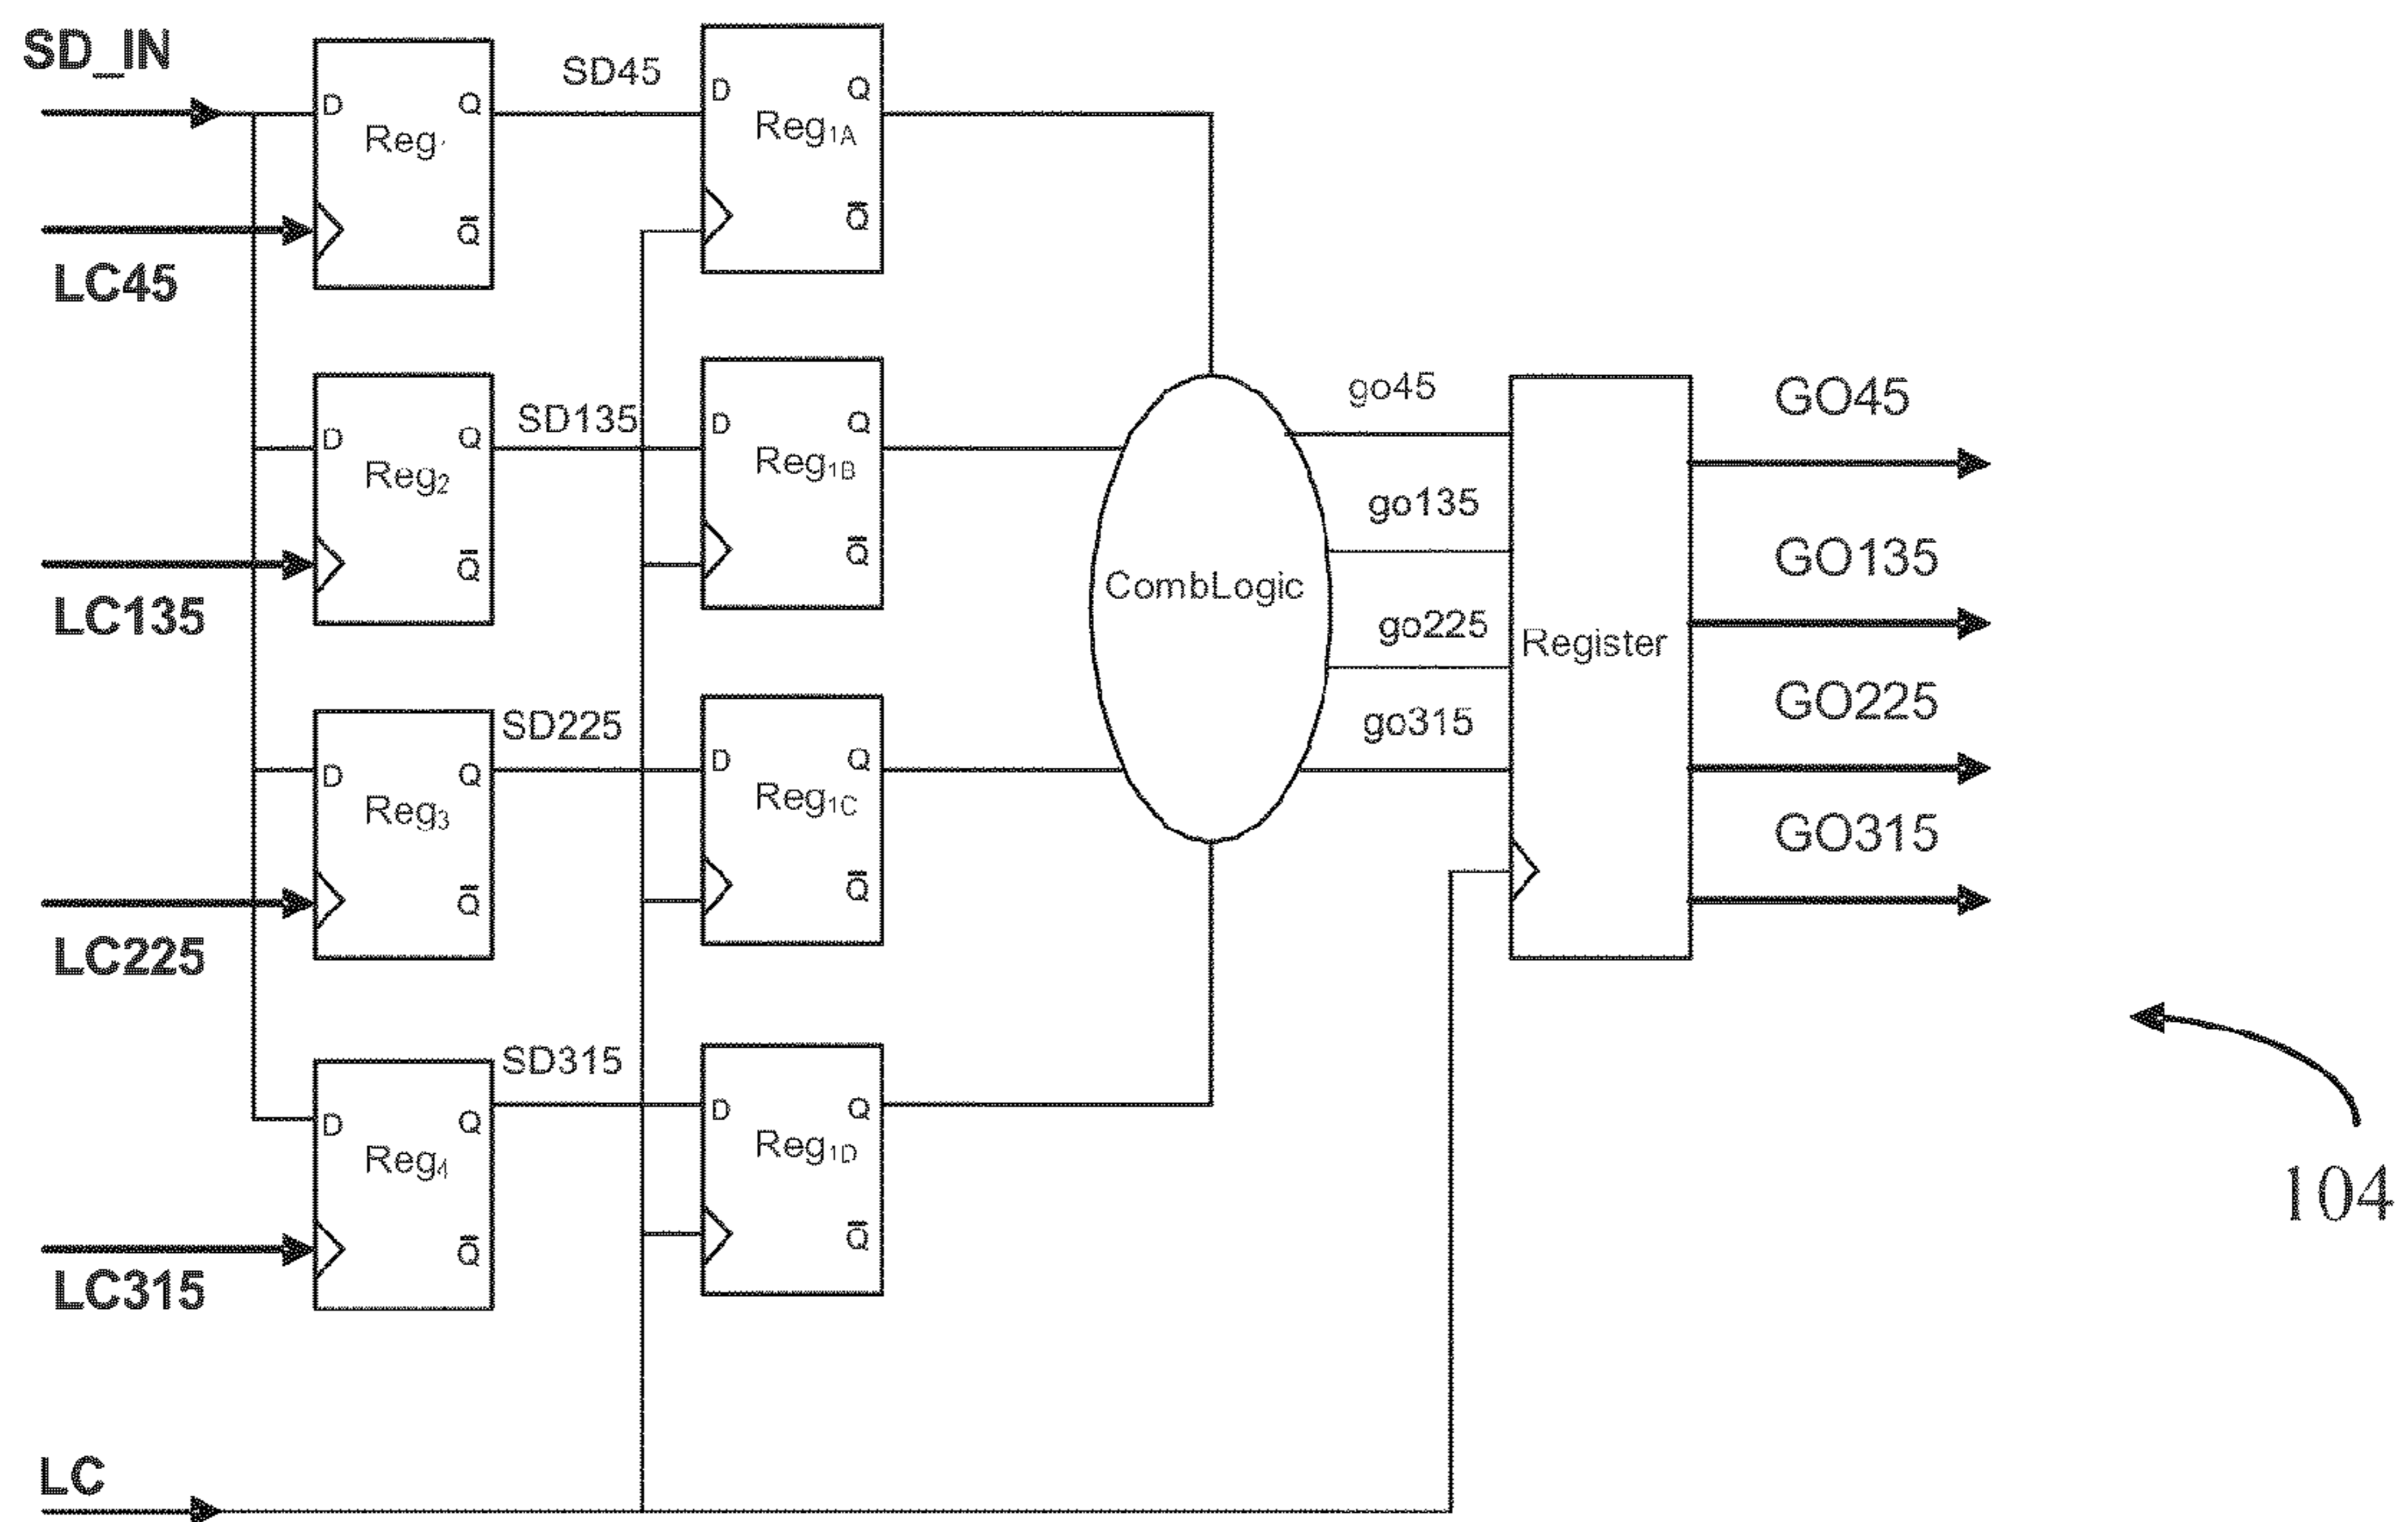 SD_IN
D
Q
Reg
Q̅
LC45
SD45
D
Q
Reg1A
Q̅
D
Q
Reg2
Q̅
LC135
SD135
D
Q
Reg1B
Q̅
D
Q
Reg3
Q̅
LC225
SD225
D
Q
Reg1C
Q̅
D
Q
Reg4
Q̅
LC315
SD315
D
Q
Reg1D
Q̅
LC
CombLogic
go45
go135
go225
go315
Register
GO45
GO135
GO225
GO315
104